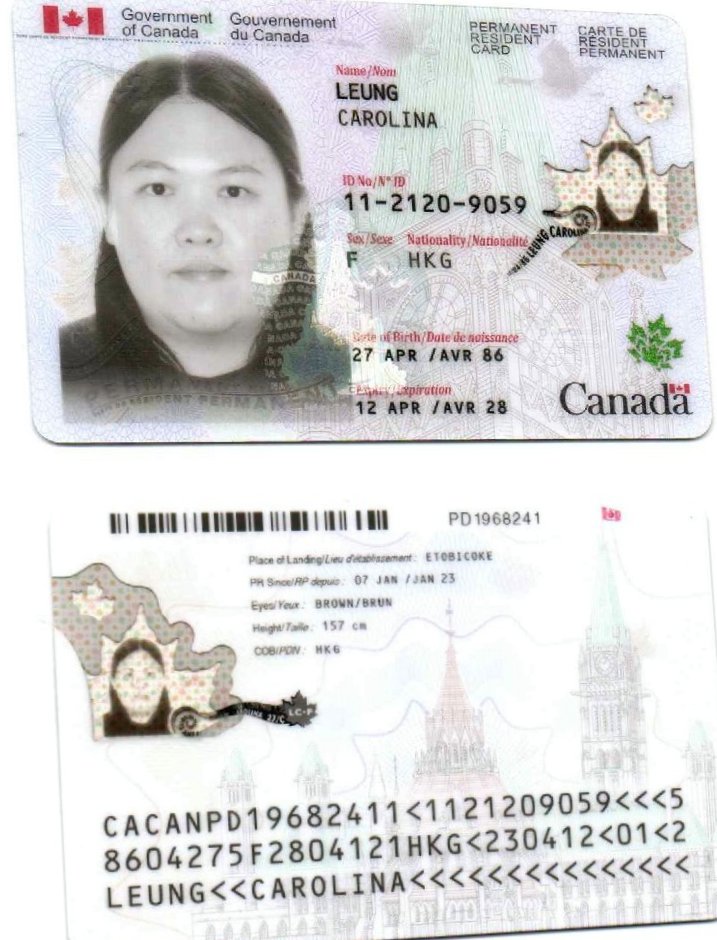 Government of Canada
Gouvernement du Canada
PERMANENT RESIDENT CARD
CARTE DE RÉSIDENT PERMANENT
Name/Nom
LEUNG
CAROLINA
ID No/N° ID
11-2120-9059
Sex/Sexe Nationality/Nationalité
F HKG
LEUNG CAROL
CANADA
Date of Birth/Date de naissance
27 APR /AVR 86
Expiry/Expiration
12 APR /AVR 28
Canada
PD1968241
Place of Landing/Lieu d'établissement: ETOBICOKE
PR Since/RP depuis: 07 JAN /JAN 23
Eyes/Yeux: BROWN/BRUN
Height/Taille: 157 cm
COB/PDN: HKG
CACANPD19682411<1121209059<<<5
8604275F2804121HKG<230412<01<2
LEUNG<<CAROLINA<<<<<<<<<<<<<<<